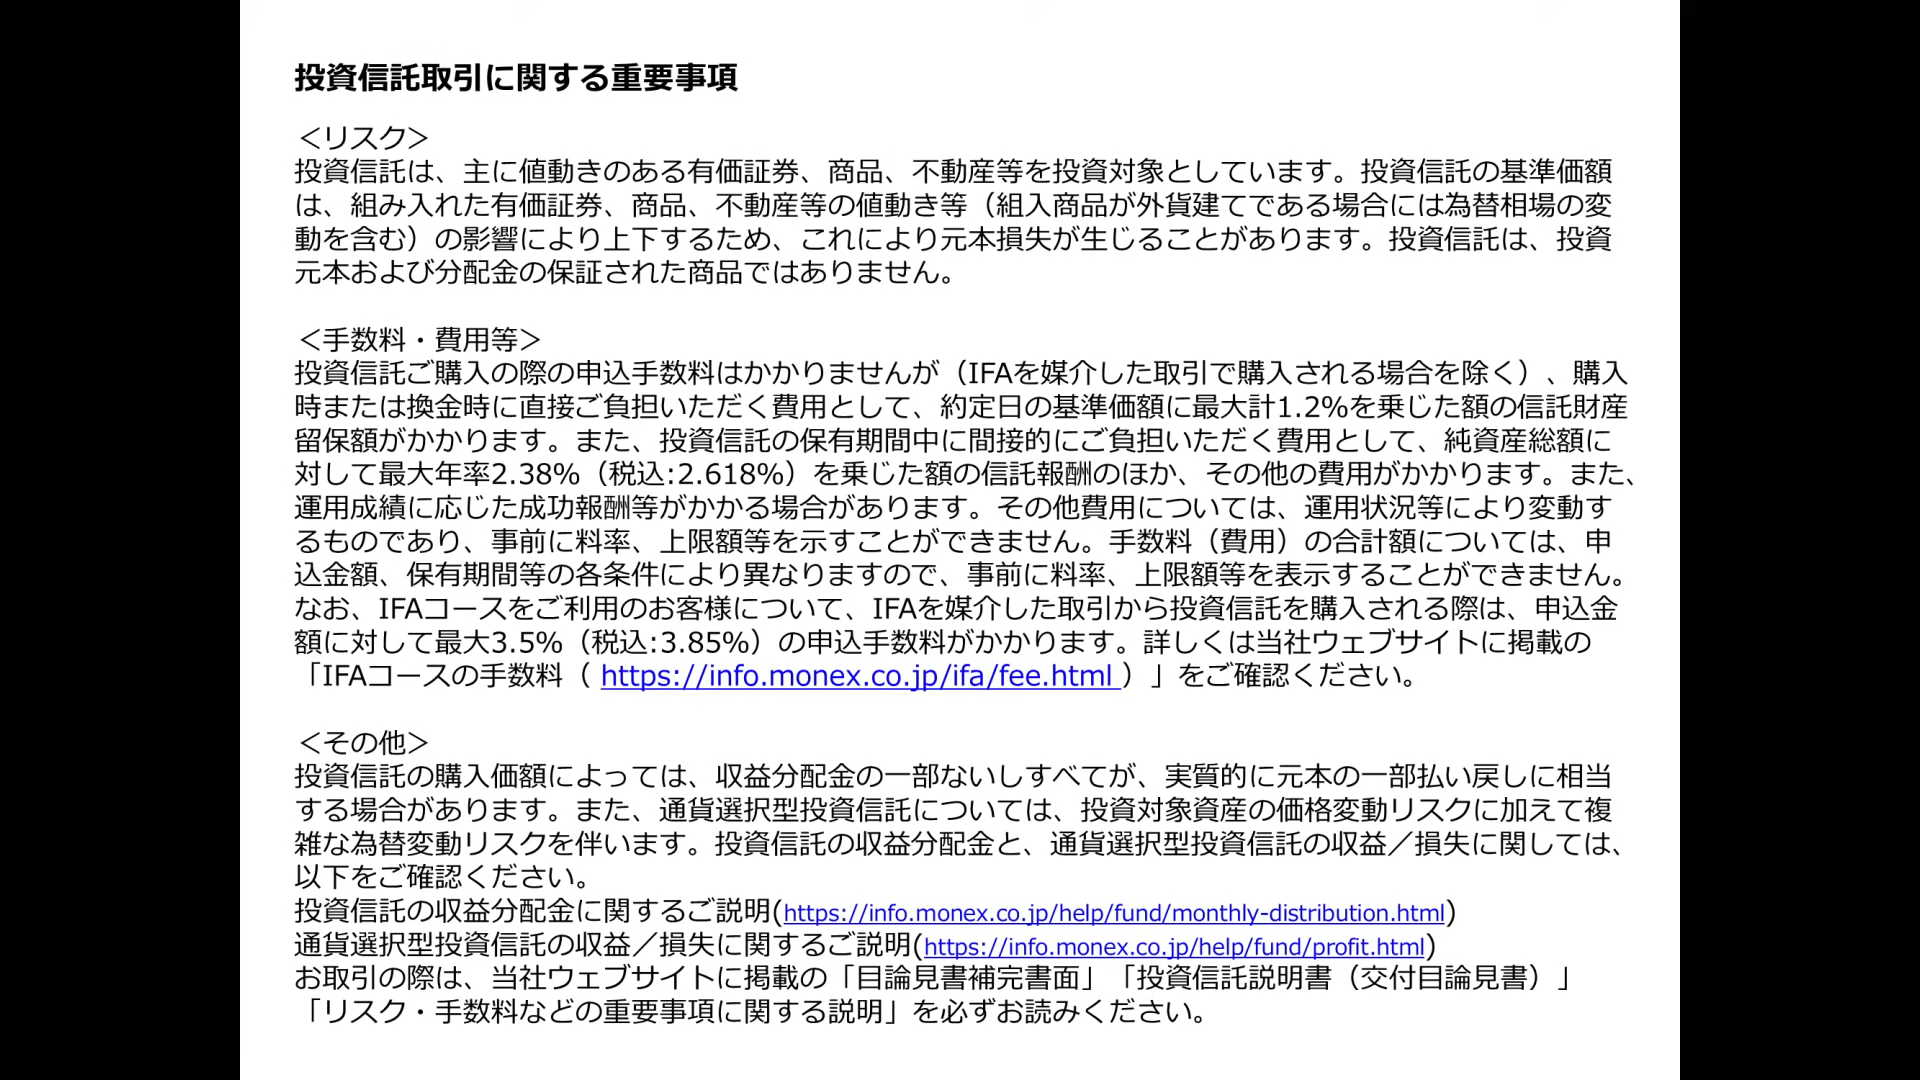 投資信託取引に関する重要事項
＜リスク＞
投資信託は、主に値動きのある有価証券、商品、不動産等を投資対象としています。投資信託の基準価額
は、組み入れた有価証券、商品、不動産等の値動き等（組入商品が外貨建てである場合には為替相場の変
動を含む）の影響により上下するため、これにより元本損失が生じることがあります。投資信託は、投資
元本および分配金の保証された商品ではありません。
＜手数料・費用等＞
投資信託ご購入の際の申込手数料はかかりませんが（IFAを媒介した取引で購入される場合を除く）、購入
時または換金時に直接ご負担いただく費用として、約定日の基準価額に最大計1.2%を乗じた額の信託財産
留保額がかかります。また、投資信託の保有期間中に間接的にご負担いただく費用として、純資産総額に
対して最大年率2.38%（税込:2.618%）を乗じた額の信託報酬のほか、その他の費用がかかります。また、
運用成績に応じた成功報酬等がかかる場合があります。その他費用については、運用状況等により変動す
るものであり、事前に料率、上限額等を示すことができません。手数料（費用）の合計額については、申
込金額、保有期間等の各条件により異なりますので、事前に料率、上限額等を表示することができません。
なお、IFAコースをご利用のお客様について、IFAを媒介した取引から投資信託を購入される際は、申込金
額に対して最大3.5%（税込:3.85%）の申込手数料がかかります。詳しくは当社ウェブサイトに掲載の
「IFAコースの手数料（ https://info.monex.co.jp/ifa/fee.html ）」をご確認ください。
＜その他＞
投資信託の購入価額によっては、収益分配金の一部ないしすべてが、実質的に元本の一部払い戻しに相当
する場合があります。また、通貨選択型投資信託については、投資対象資産の価格変動リスクに加えて複
雑な為替変動リスクを伴います。投資信託の収益分配金と、通貨選択型投資信託の収益／損失に関しては、
以下をご確認ください。
投資信託の収益分配金に関するご説明(https://info.monex.co.jp/help/fund/monthly-distribution.html)
通貨選択型投資信託の収益／損失に関するご説明(https://info.monex.co.jp/help/fund/profit.html)
お取引の際は、当社ウェブサイトに掲載の「目論見書補完書面」「投資信託説明書（交付目論見書）」
「リスク・手数料などの重要事項に関する説明」を必ずお読みください。